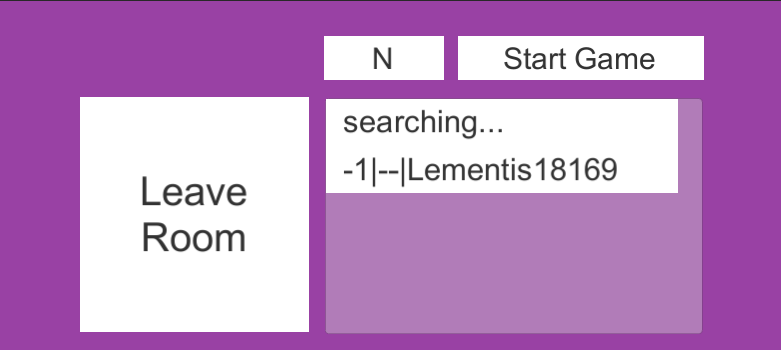 N
Start Game
Leave
Room
searching...
-1|--|Lementis18169